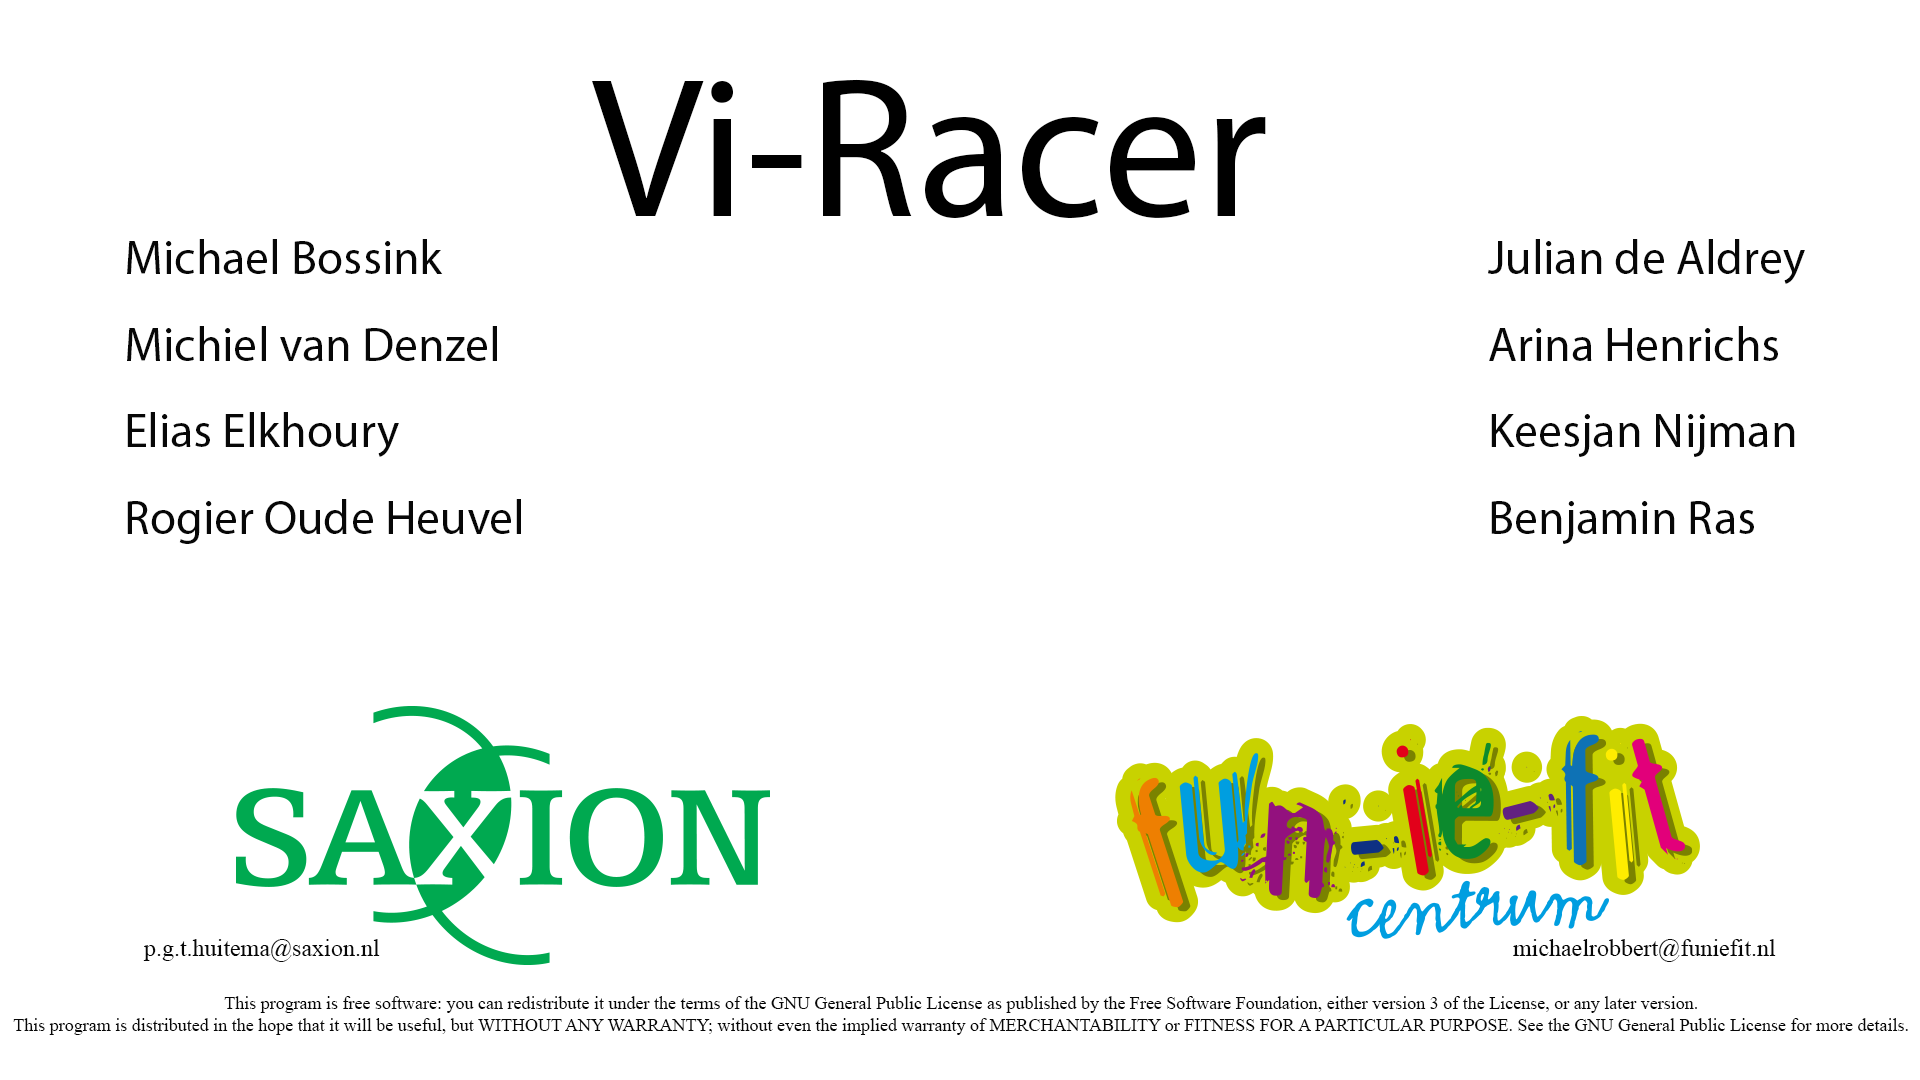 Vi-Racer
Michael Bossink
Michiel van Denzel
Elias Elkhoury
Rogier Oude Heuvel
Julian de Aldrey
Arina Henrichs
Keesjan Nijman
Benjamin Ras
SAXION
p.g.t.huitema@saxion.nl
fun-ie-fit
centrum
michaelrobbert@funiefit.nl
This program is free software: you can redistribute it under the terms of the GNU General Public License as published by the Free Software Foundation, either version 3 of the License, or any later version.
This program is distributed in the hope that it will be useful, but WITHOUT ANY WARRANTY; without even the implied warranty of MERCHANTABILITY or FITNESS FOR A PARTICULAR PURPOSE. See the GNU General Public License for more details.